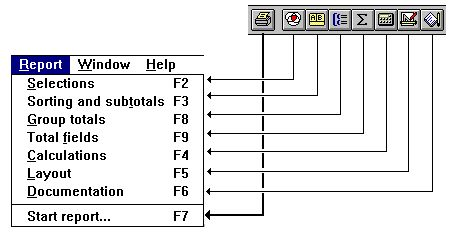 AB Σ
Report Window Help
Selections F2
Sorting and subtotals F3
Group totals F8
Total fields F9
Calculations F4
Layout F5
Documentation F6
Start report... F7